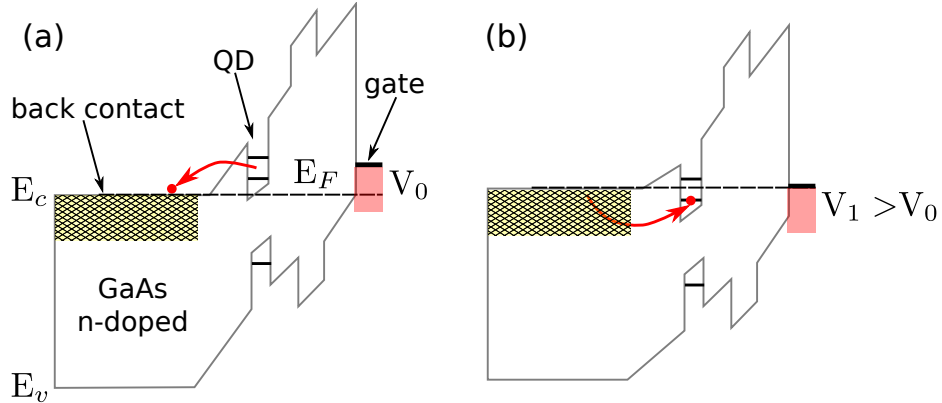 (a)
QD
gate
back contact
E_F
E_c
V_0
GaAs
n-doped
E_v
(b)
V_1 >V_0